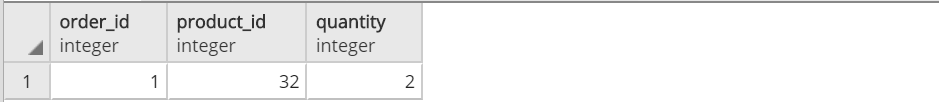 order_id product_id quantity
integer integer integer
1 1 32 2